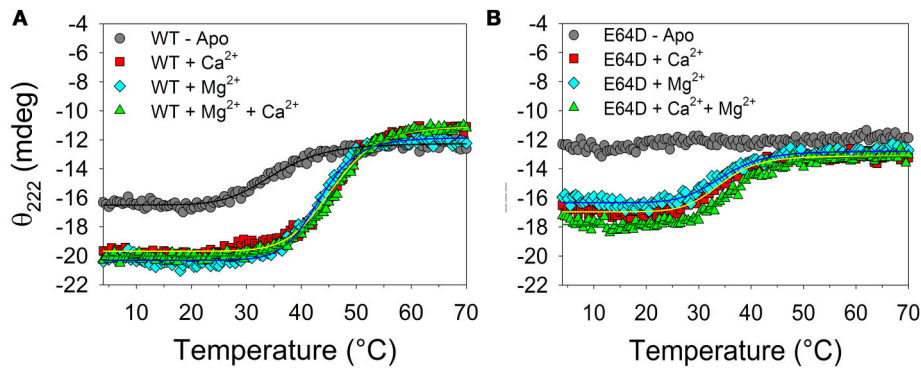 A
WT - Apo
WT + Ca²⁺
WT + Mg²⁺
WT + Mg²⁺ + Ca²⁺
θ₂₂₂ (mdeg)
-4
-6
-8
-10
-12
-14
-16
-18
-20
-22
10 20 30 40 50 60 70
Temperature (°C)
B
E64D - Apo
E64D + Ca²⁺
E64D + Mg²⁺
E64D + Ca²⁺ + Mg²⁺
-4
-6
-8
-11
-12
-13
-16
-18
-20
-22
10 20 30 40 50 60 70
Temperature (°C)